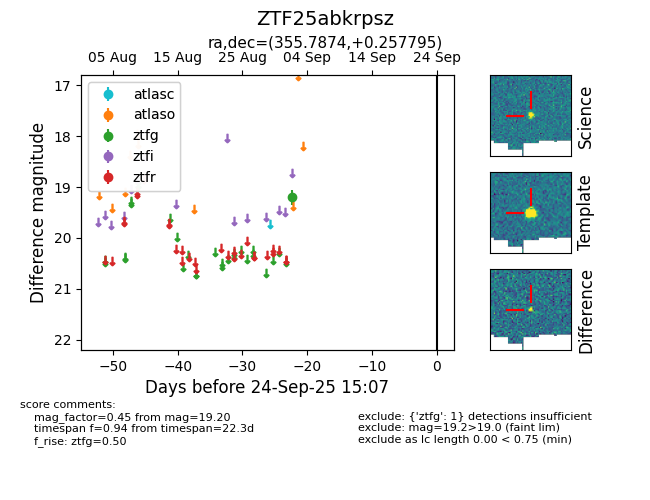 ZTF25abkrpsz
ra,dec=(355.7874,+0.257795)
05 Aug 15 Aug 25 Aug 04 Sep 14 Sep 24 Sep
17
18
19
20
21
22
Difference magnitude
atlasc
atlaso
ztfg
ztfi
ztfr
−50 −40 −30 −20 −10 0
Days before 24-Sep-25 15:07
Science
Template
Difference
score comments:
mag_factor=0.45 from mag=19.20
timespan f=0.94 from timespan=22.3d
f_rise: ztfg=0.50
exclude: {'ztfg': 1} detections insufficient
exclude: mag=19.2>19.0 (faint lim)
exclude as lc length 0.00 < 0.75 (min)